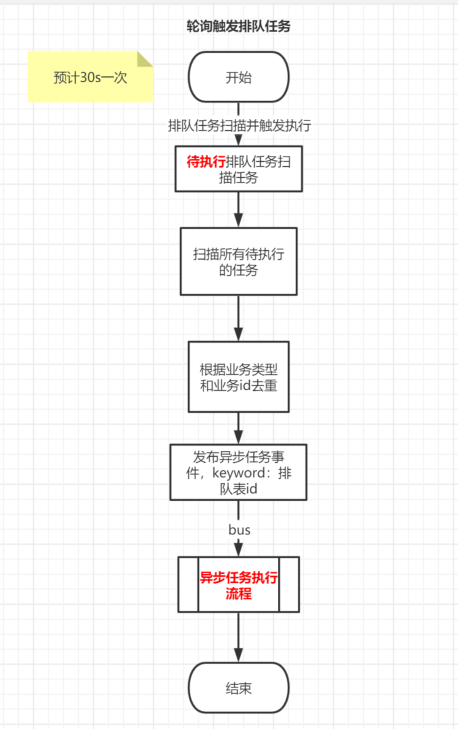 轮询触发排队任务
预计30s一次
开始
排队任务扫描并触发执行
待执行排队任务扫
描任务
扫描所有待执行
的任务
根据业务类型
和业务id去重
发布异步任务事
件，keyword：排
队表id
bus
异步任务执行
流程
结束